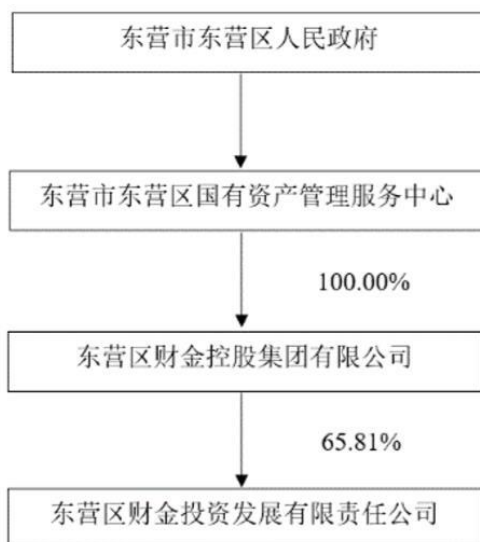 东营市东营区人民政府
东营市东营区国有资产管理服务中心
100.00%
东营区财金控股集团有限公司
65.81%
东营区财金投资发展有限责任公司